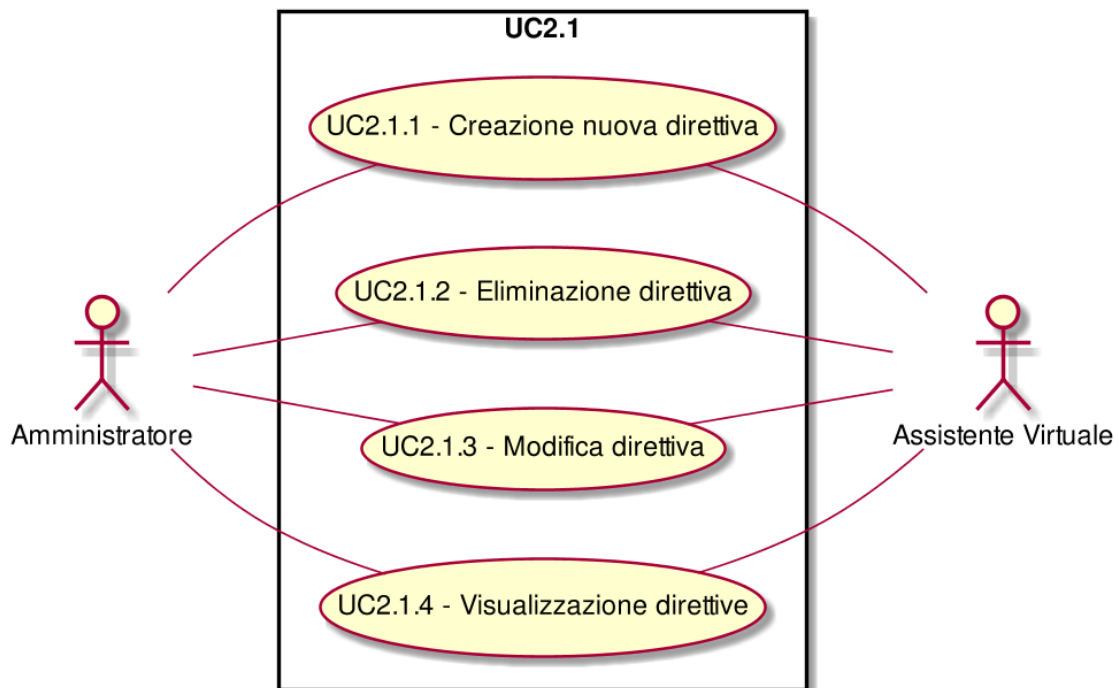 UC2.1
UC2.1.1 - Creazione nuova direttiva
UC2.1.2 - Eliminazione direttiva
Amministratore
Assistente Virtuale
UC2.1.3 - Modifica direttiva
UC2.1.4 - Visualizzazione direttive